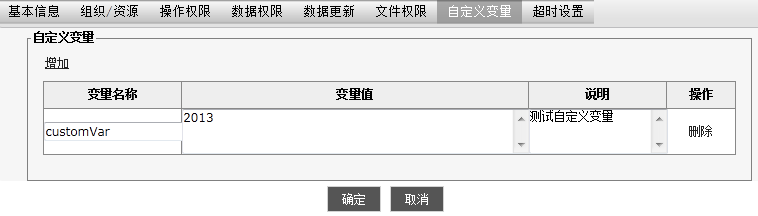 基本信息 组织/资源 操作权限 数据权限 数据更新 文件权限 自定义变量 超时设置
自定义变量
增加
变量名称 变量值 说明 操作
customVar 2013 测试自定义变量 删除
确定 取消